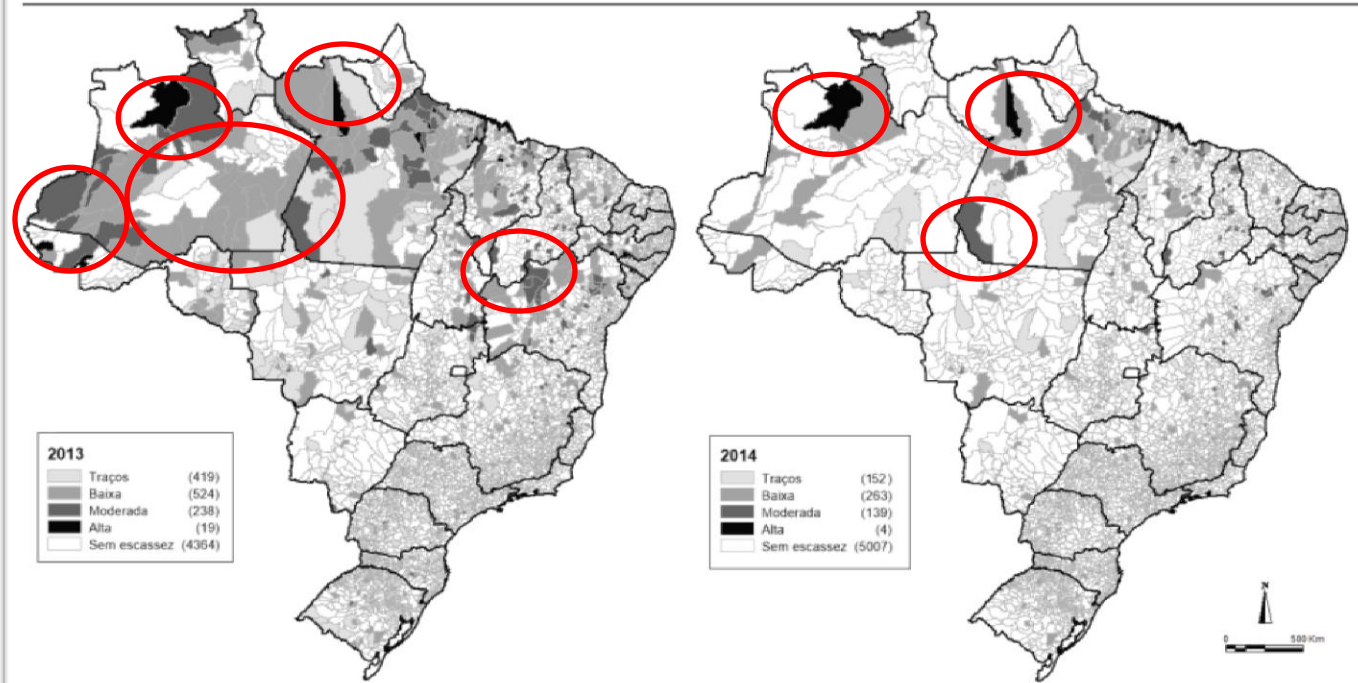 2013
Traços (419)
Baixa (524)
Moderada (238)
Alta (19)
Sem escassez (4364)
2014
Traços (152)
Baixa (263)
Moderada (139)
Alta (4)
Sem escassez (5007)
N
0 500 Km